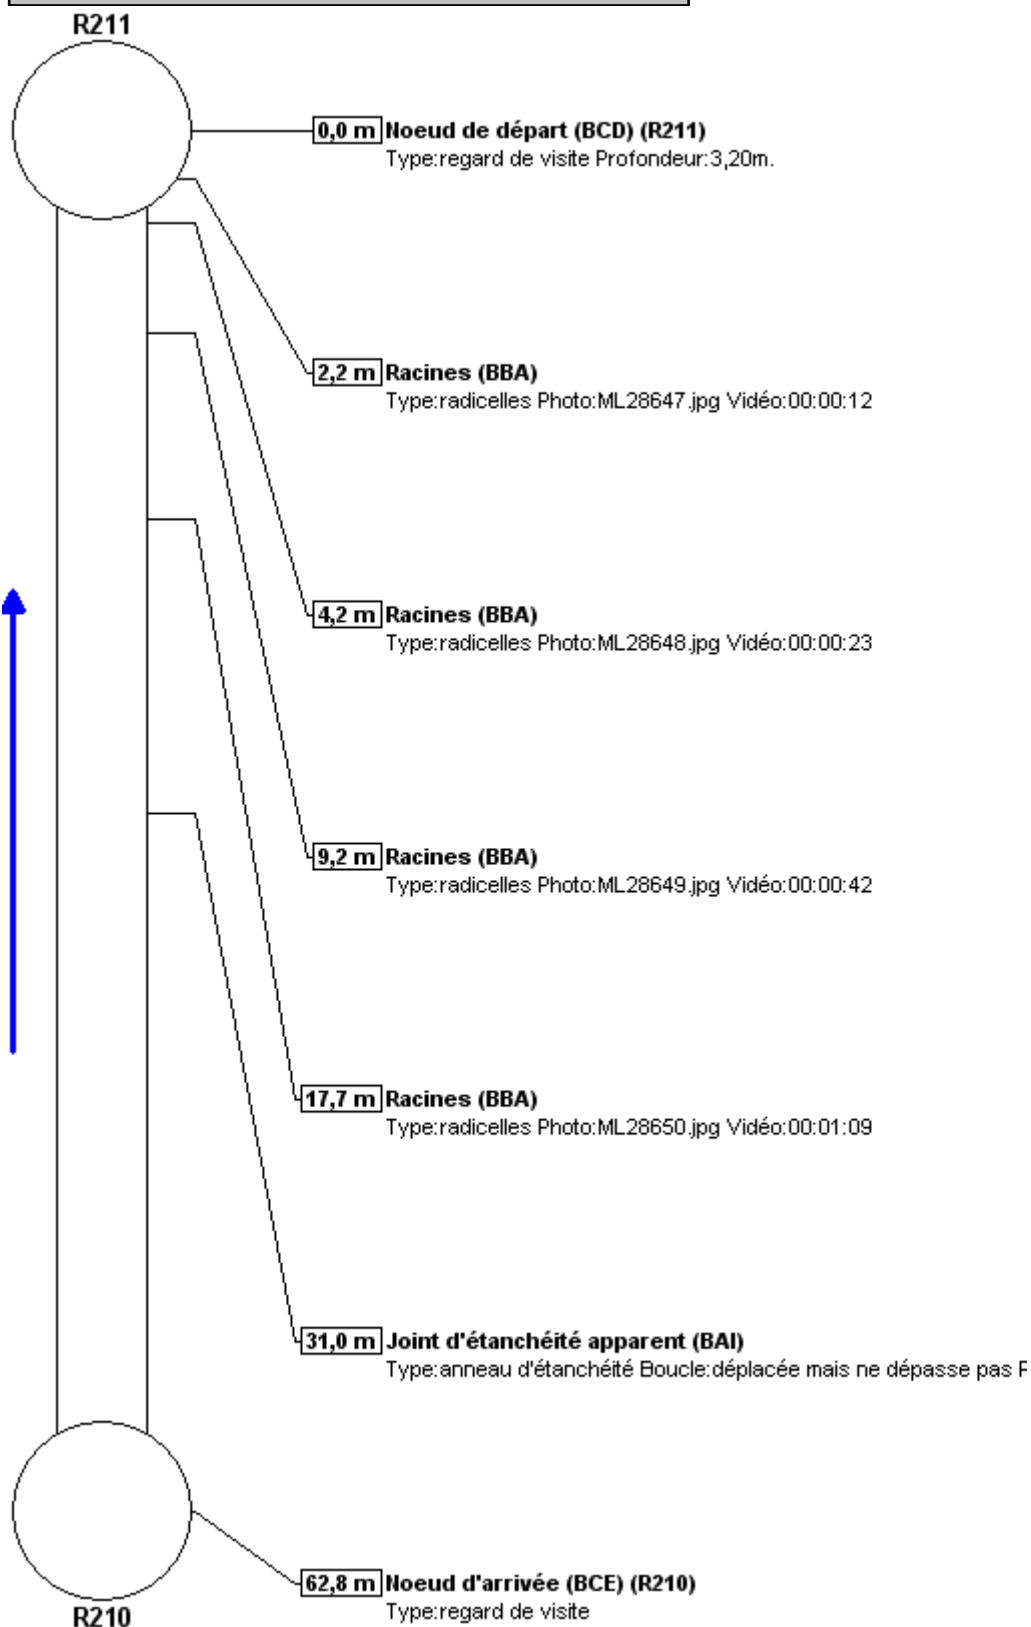 R211
0,0 m Noeud de départ (BCD) (R211)
Type:regard de visite Profondeur:3,20m.
2,2 m Racines (BBA)
Type:radicelles Photo:ML28647.jpg Vidéo:00:00:12
4,2 m Racines (BBA)
Type:radicelles Photo:ML28648.jpg Vidéo:00:00:23
9,2 m Racines (BBA)
Type:radicelles Photo:ML28649.jpg Vidéo:00:00:42
17,7 m Racines (BBA)
Type:radicelles Photo:ML28650.jpg Vidéo:00:01:09
31,0 m Joint d'étanchéité apparent (BAI)
Type:anneau d'étanchéité Boucle:déplacée mais ne dépasse pas
62,8 m Noeud d'arrivée (BCE) (R210)
Type:regard de visite
R210